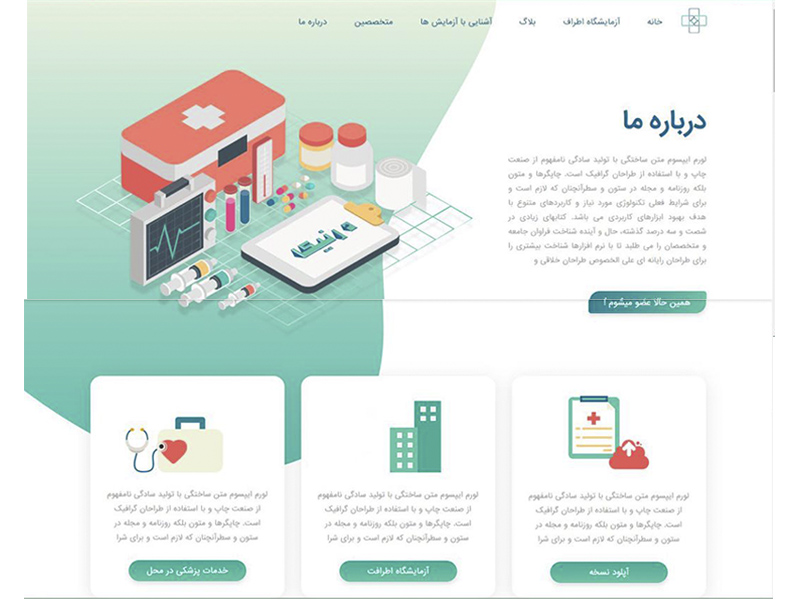 خانه
آزمایشگاه اطراف
بلاگ
آشنایی با آزمایش ها
متخصصین
درباره ما
درباره ما
لورم ایپسوم متن ساختگی با تولید سادگی نامفهوم از صنعت
چاپ و با استفاده از طراحان گرافیک است. چاپگرها و متون
بلکه روزنامه و مجله در ستون و سطرآنچنان که لازم است و
برای شرایط فعلی تکنولوژی مورد نیاز و کاربردهای متنوع با
هدف بهبود ابزارهای کاربردی می باشد. کتابهای زیادی در
شصت و سه درصد گذشته، حال و آینده شناخت فراوان جامعه
و متخصصان را می طلبد تا با نرم افزارها شناخت بیشتری را
برای طراحان رایانه ای علی الخصوص طراحان خلاقی و
همین حالا عضو میشوم !
لورم ایپسوم متن ساختگی با تولید سادگی نامفهوم
از صنعت چاپ و با استفاده از طراحان گرافیک
است. چاپگرها و متون بلکه روزنامه و مجله در
ستون و سطرآنچنان که لازم است و برای شرا
آپلود نسخه
لورم ایپسوم متن ساختگی با تولید سادگی نامفهوم
از صنعت چاپ و با استفاده از طراحان گرافیک
است. چاپگرها و متون بلکه روزنامه و مجله در
ستون و سطرآنچنان که لازم است و برای شرا
آزمایشگاه اطرافت
لورم ایپسوم متن ساختگی با تولید سادگی نامفهوم
از صنعت چاپ و با استفاده از طراحان گرافیک
است. چاپگرها و متون بلکه روزنامه و مجله در
ستون و سطرآنچنان که لازم است و برای شرا
خدمات پزشکی در محل